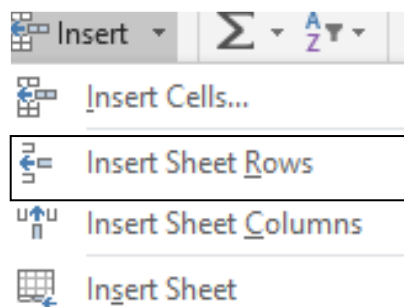 Insert
A
Z
Insert Cells...
Insert Sheet Rows
Insert Sheet Columns
Insert Sheet